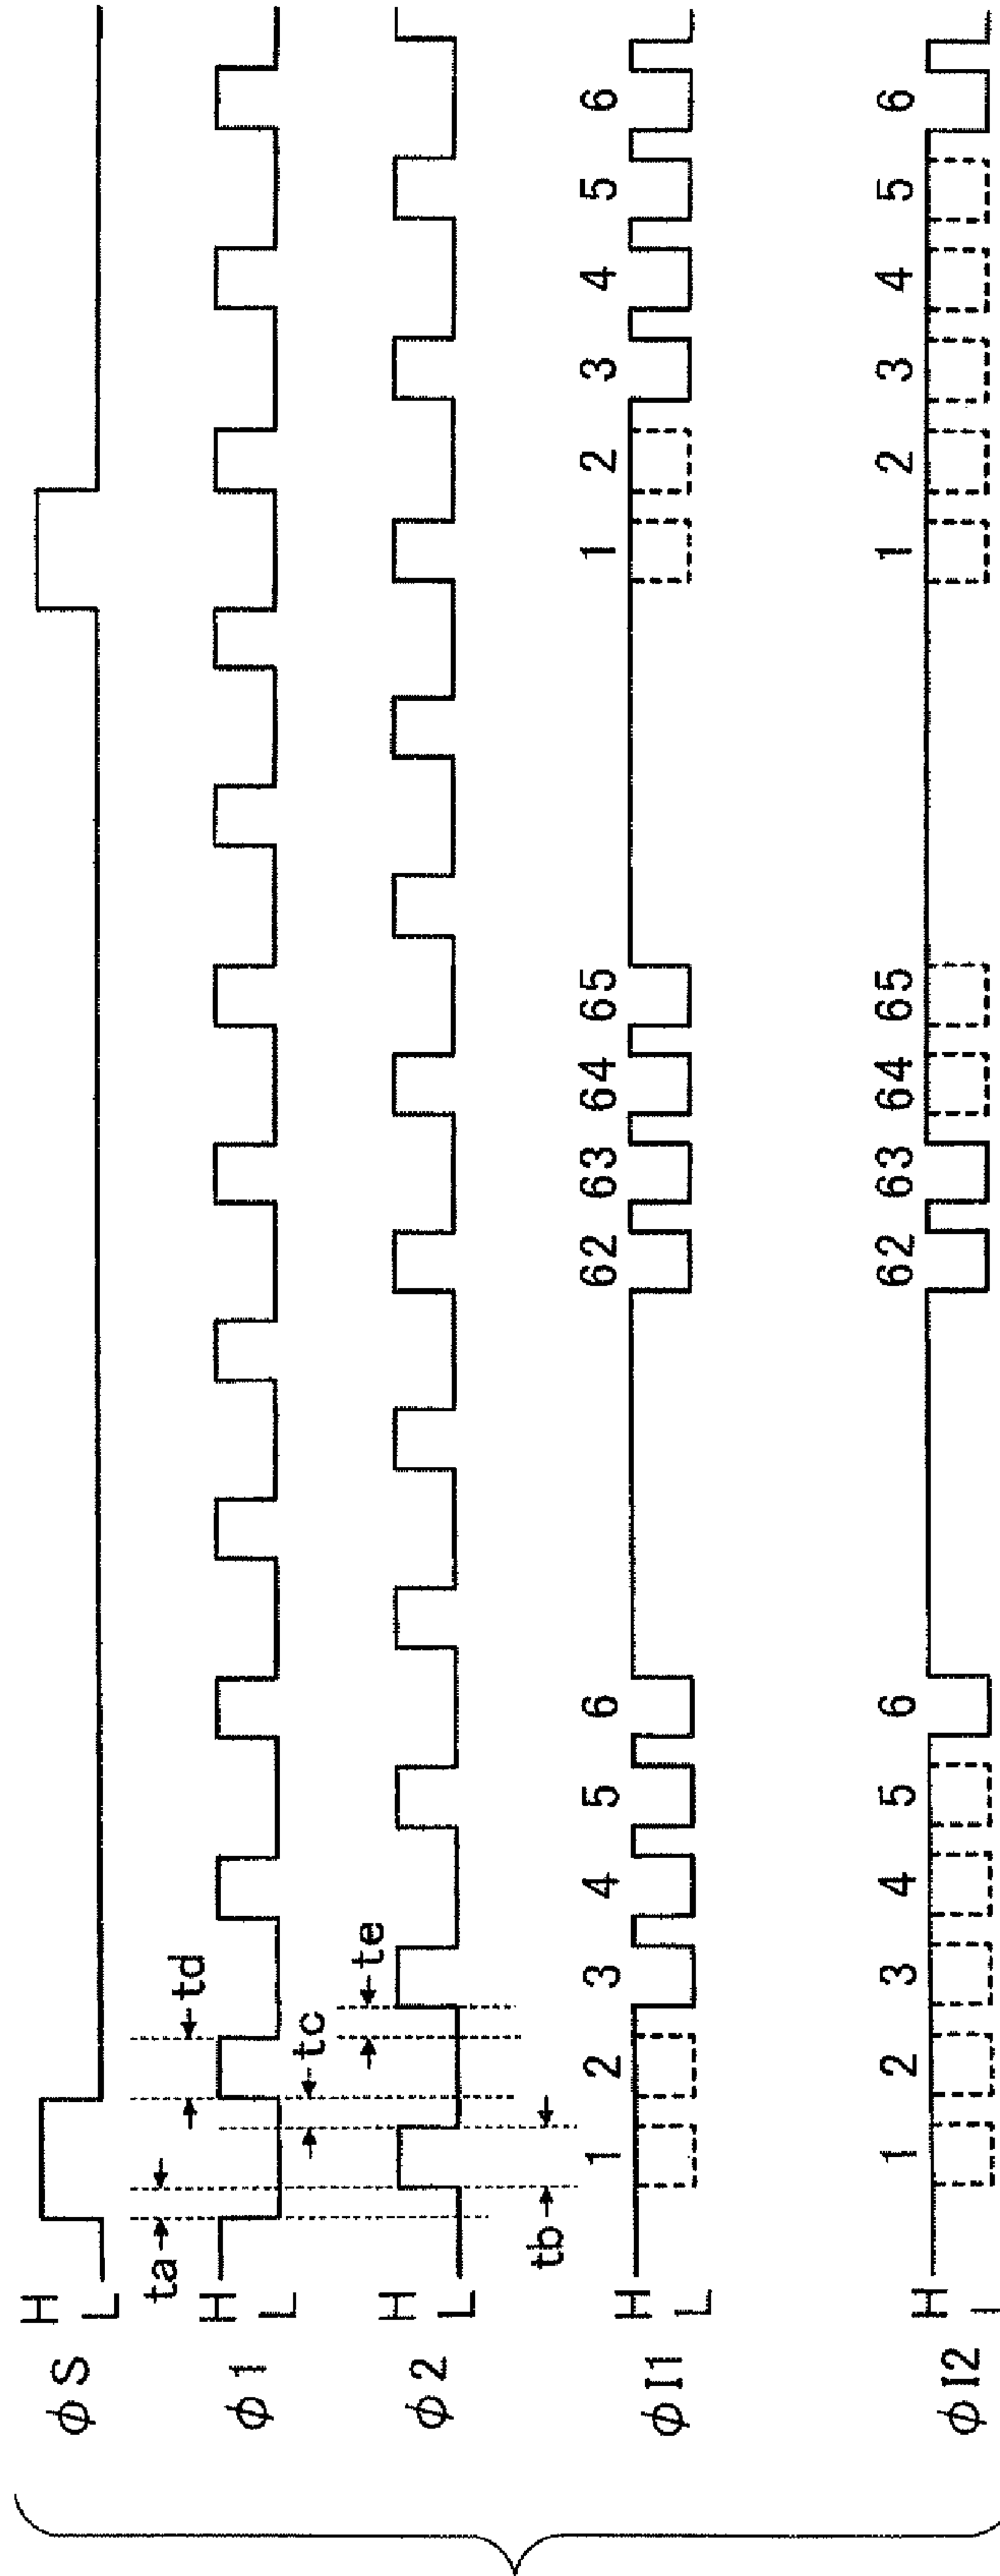 φS H L
φ1 H L
φ2 H L
φI1 H L
φI2 H L
ta
tb
tc
td
te
1 2 3 4 5 6 62 63 64 65 1 2 3 4 5 6
1 2 3 4 5 6 62 63 64 65 1 2 3 4 5 6